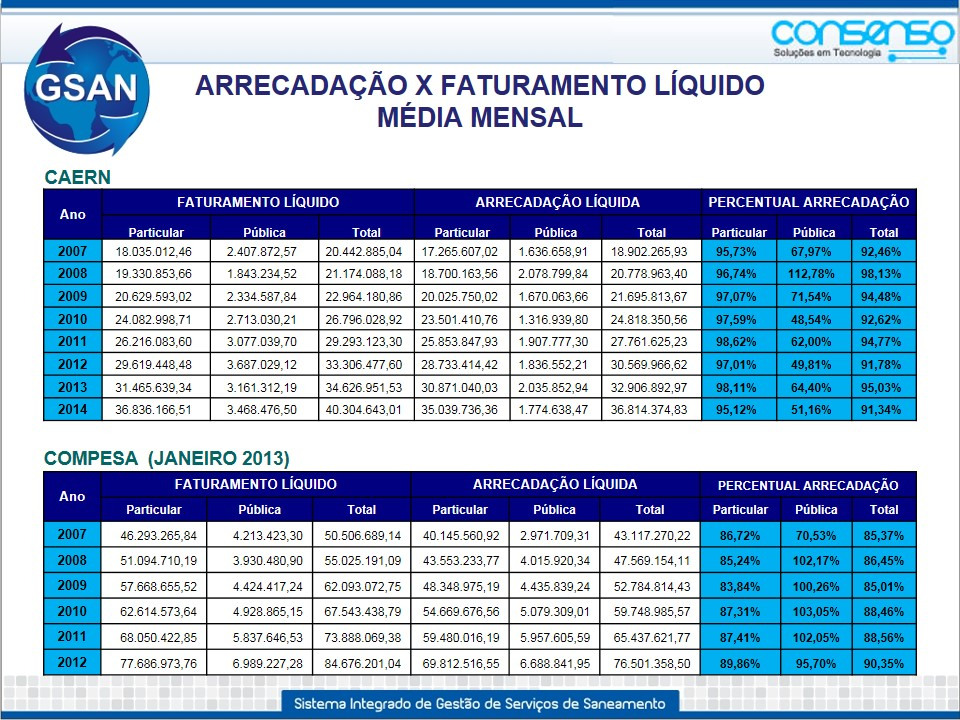 consenso
Soluções em Tecnologia
GSAN
ARRECADAÇÃO X FATURAMENTO LÍQUIDO
MÉDIA MENSAL
CAERN
Ano FATURAMENTO LÍQUIDO ARRECADAÇÃO LÍQUIDA PERCENTUAL ARRECADAÇÃO
Particular Pública Total Particular Pública Total Particular Pública Total
2007 18.035.012,46 2.407.872,57 20.442.885,04 17.265.607,02 1.636.658,91 18.902.265,93 95,73% 67,97% 92,46%
2008 19.330.853,66 1.843.234,52 21.174.088,18 18.700.163,56 2.078.799,84 20.778.963,40 96,74% 112,78% 98,13%
2009 20.629.593,02 2.334.587,84 22.964.180,86 20.025.750,02 1.670.063,66 21.695.813,67 97,07% 71,54% 94,48%
2010 24.082.998,71 2.713.030,21 26.796.028,92 23.501.410,76 1.316.939,80 24.818.350,56 97,59% 48,54% 92,62%
2011 26.216.083,60 3.077.039,70 29.293.123,30 25.853.847,93 1.907.777,30 27.761.625,23 98,62% 62,00% 94,77%
2012 29.619.448,48 3.687.029,12 33.306.477,60 28.733.414,42 1.836.552,21 30.569.966,62 97,01% 49,81% 91,78%
2013 31.465.639,34 3.161.312,19 34.626.951,53 30.871.040,03 2.035.852,94 32.906.892,97 98,11% 64,40% 95,03%
2014 36.836.166,51 3.468.476,50 40.304.643,01 35.039.736,36 1.774.638,47 36.814.374,83 95,12% 51,16% 91,34%
COMPESA (JANEIRO 2013)
Ano FATURAMENTO LÍQUIDO ARRECADAÇÃO LÍQUIDA PERCENTUAL ARRECADAÇÃO
Particular Pública Total Particular Pública Total Particular Pública Total
2007 46.293.265,84 4.213.423,30 50.506.689,14 40.145.560,92 2.971.709,31 43.117.270,22 86,72% 70,53% 85,37%
2008 51.094.710,19 3.930.480,90 55.025.191,09 43.553.233,77 4.015.920,34 47.569.154,11 85,24% 102,17% 86,45%
2009 57.668.655,52 4.424.417,24 62.093.072,75 48.348.975,19 4.435.839,24 52.784.814,43 83,84% 100,26% 85,01%
2010 62.614.573,64 4.928.865,15 67.543.438,79 54.669.676,56 5.079.309,01 59.748.985,57 87,31% 103,05% 88,46%
2011 68.050.422,85 5.837.646,53 73.888.069,38 59.480.016,19 5.957.605,59 65.437.621,77 87,41% 102,05% 88,56%
2012 77.686.973,76 6.989.227,28 84.676.201,04 69.812.516,55 6.688.841,95 76.501.358,50 89,86% 95,70% 90,35%
Sistema Integrado de Gestão de Serviços de Saneamento